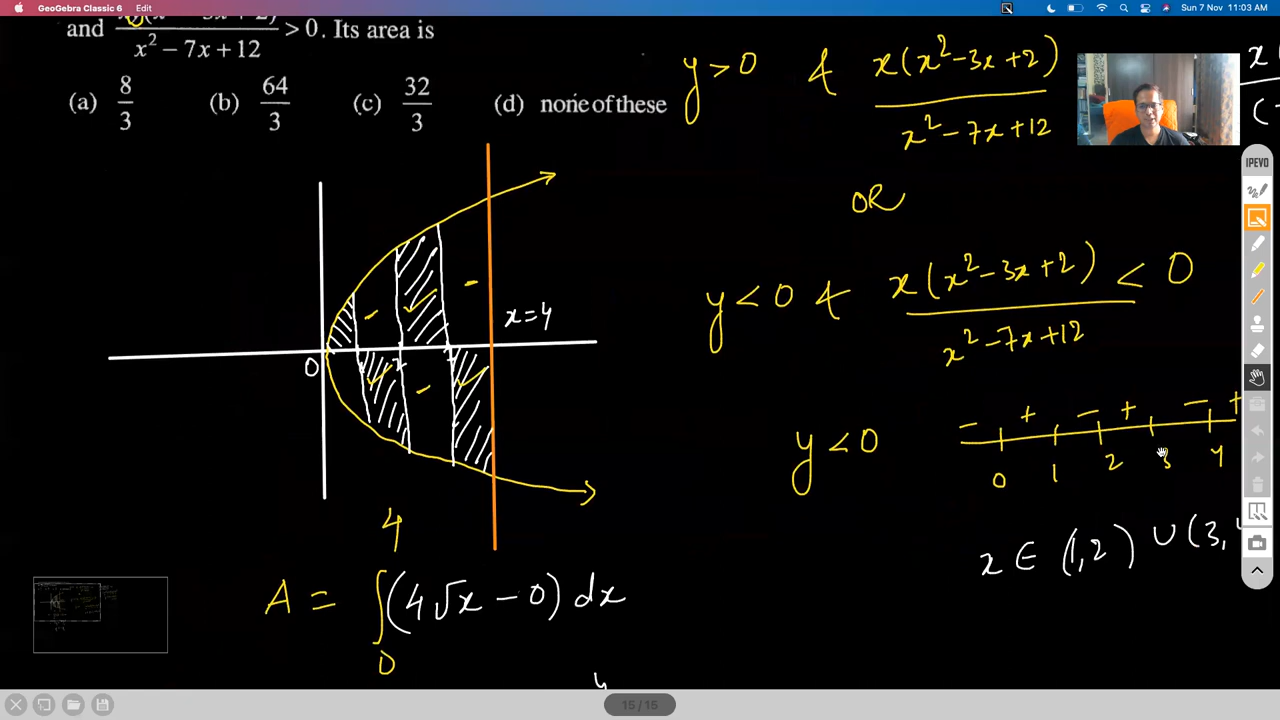 GeoGebra Classic 6 Edit
Sun 7 Nov 11:03 AM
and x² − 7x + 12 > 0. Its area is
(a) 8/3 (b) 64/3 (c) 32/3 (d) none of these
y > 0 & x(x² − 3x + 2)
x² − 7x + 12
OR
y < 0 & x(x² − 3x + 2) < 0
x² − 7x + 12
x = 4
0
y < 0
− + − + − +
0 1 2 3 4
x ∈ (1, 2) ∪ (3,
A = ∫₀⁴ (4√x − 0) dx
4
IPEVO
15 / 15